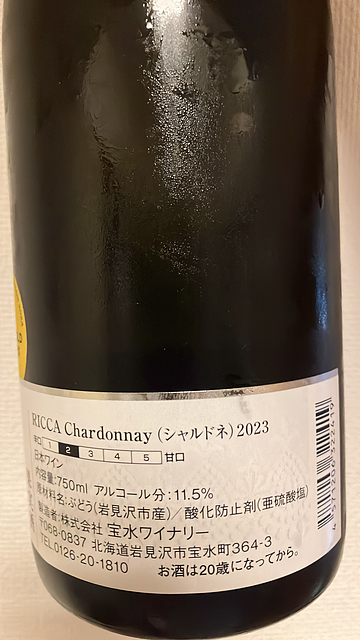 RICCA Chardonnay (シャルドネ) 2023
辛口 1 2 3 4 5 甘口
日本ワイン
内容量:750ml アルコール分:11.5%
原材料名:ぶどう(岩見沢市産)/酸化防止剤(亜硫酸塩)
製造者:株式会社 宝水ワイナリー
〒068-0837 北海道岩見沢市宝水町364-3
TEL0126-20-1810 お酒は20歳になってから。